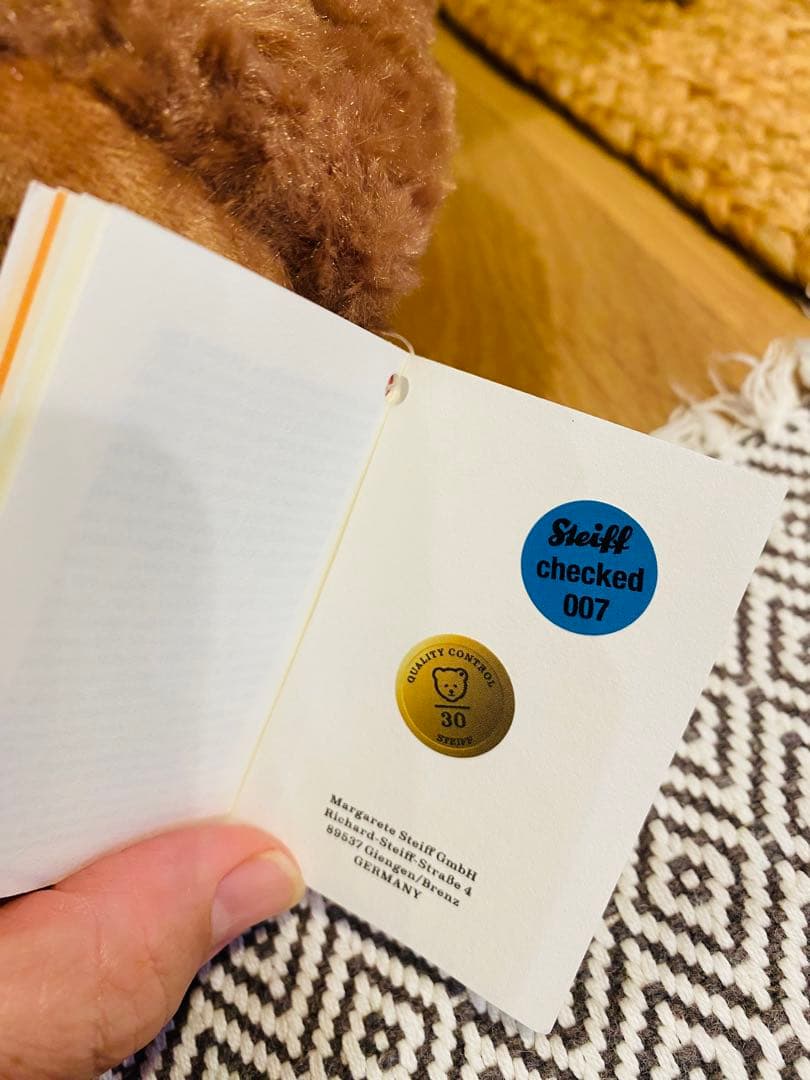 Steiff
checked
007
QUALITY CONTROL
30
STEIFF
Margarete Steiff GmbH
Richard-Steiff-Straße 4
89537 Giengen/Brenz
GERMANY